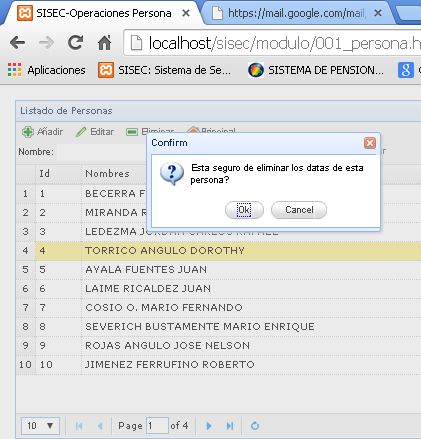 SISEC-Operaciones Persona
https://mail.google.com/mail
localhost/sisec/modulo/001_persona.h
Aplicaciones SISEC: Sistema de Se... SISTEMA DE PENSION...
Listado de Personas
Añadir Editar Eliminar Principal
Nombre:
Confirm
Esta seguro de eliminar los datas de esta
persona?
Ok Cancel
Id Nombres
1 1 BECERRA F
2 2 MIRANDA R
3 3 LEDEZMA JORDAN CARLOS RAFAEL
4 4 TORRICO ANGULO DOROTHY
5 5 AYALA FUENTES JUAN
6 6 LAIME RICALDEZ JUAN
7 7 COSIO O. MARIO FERNANDO
8 8 SEVERICH BUSTAMENTE MARIO ENRIQUE
9 9 ROJAS ANGULO JOSE NELSON
10 10 JIMENEZ FERRUFINO ROBERTO
10 Page 1 of 4